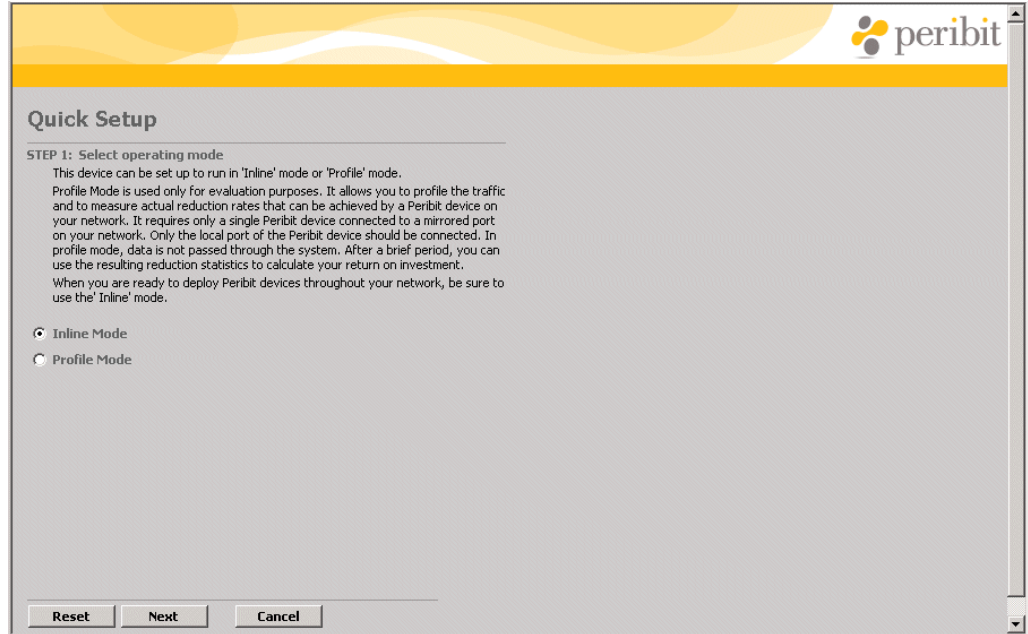 peribit
Quick Setup
STEP 1: Select operating mode
This device can be set up to run in 'Inline' mode or 'Profile' mode.
Profile Mode is used only for evaluation purposes. It allows you to profile the traffic
and to measure actual reduction rates that can be achieved by a Peribit device on
your network. It requires only a single Peribit device connected to a mirrored port
on your network. Only the local port of the Peribit device should be connected. In
profile mode, data is not passed through the system. After a brief period, you can
use the resulting reduction statistics to calculate your return on investment.
When you are ready to deploy Peribit devices throughout your network, be sure to
use the' Inline' mode.
Inline Mode
Profile Mode
Reset Next Cancel